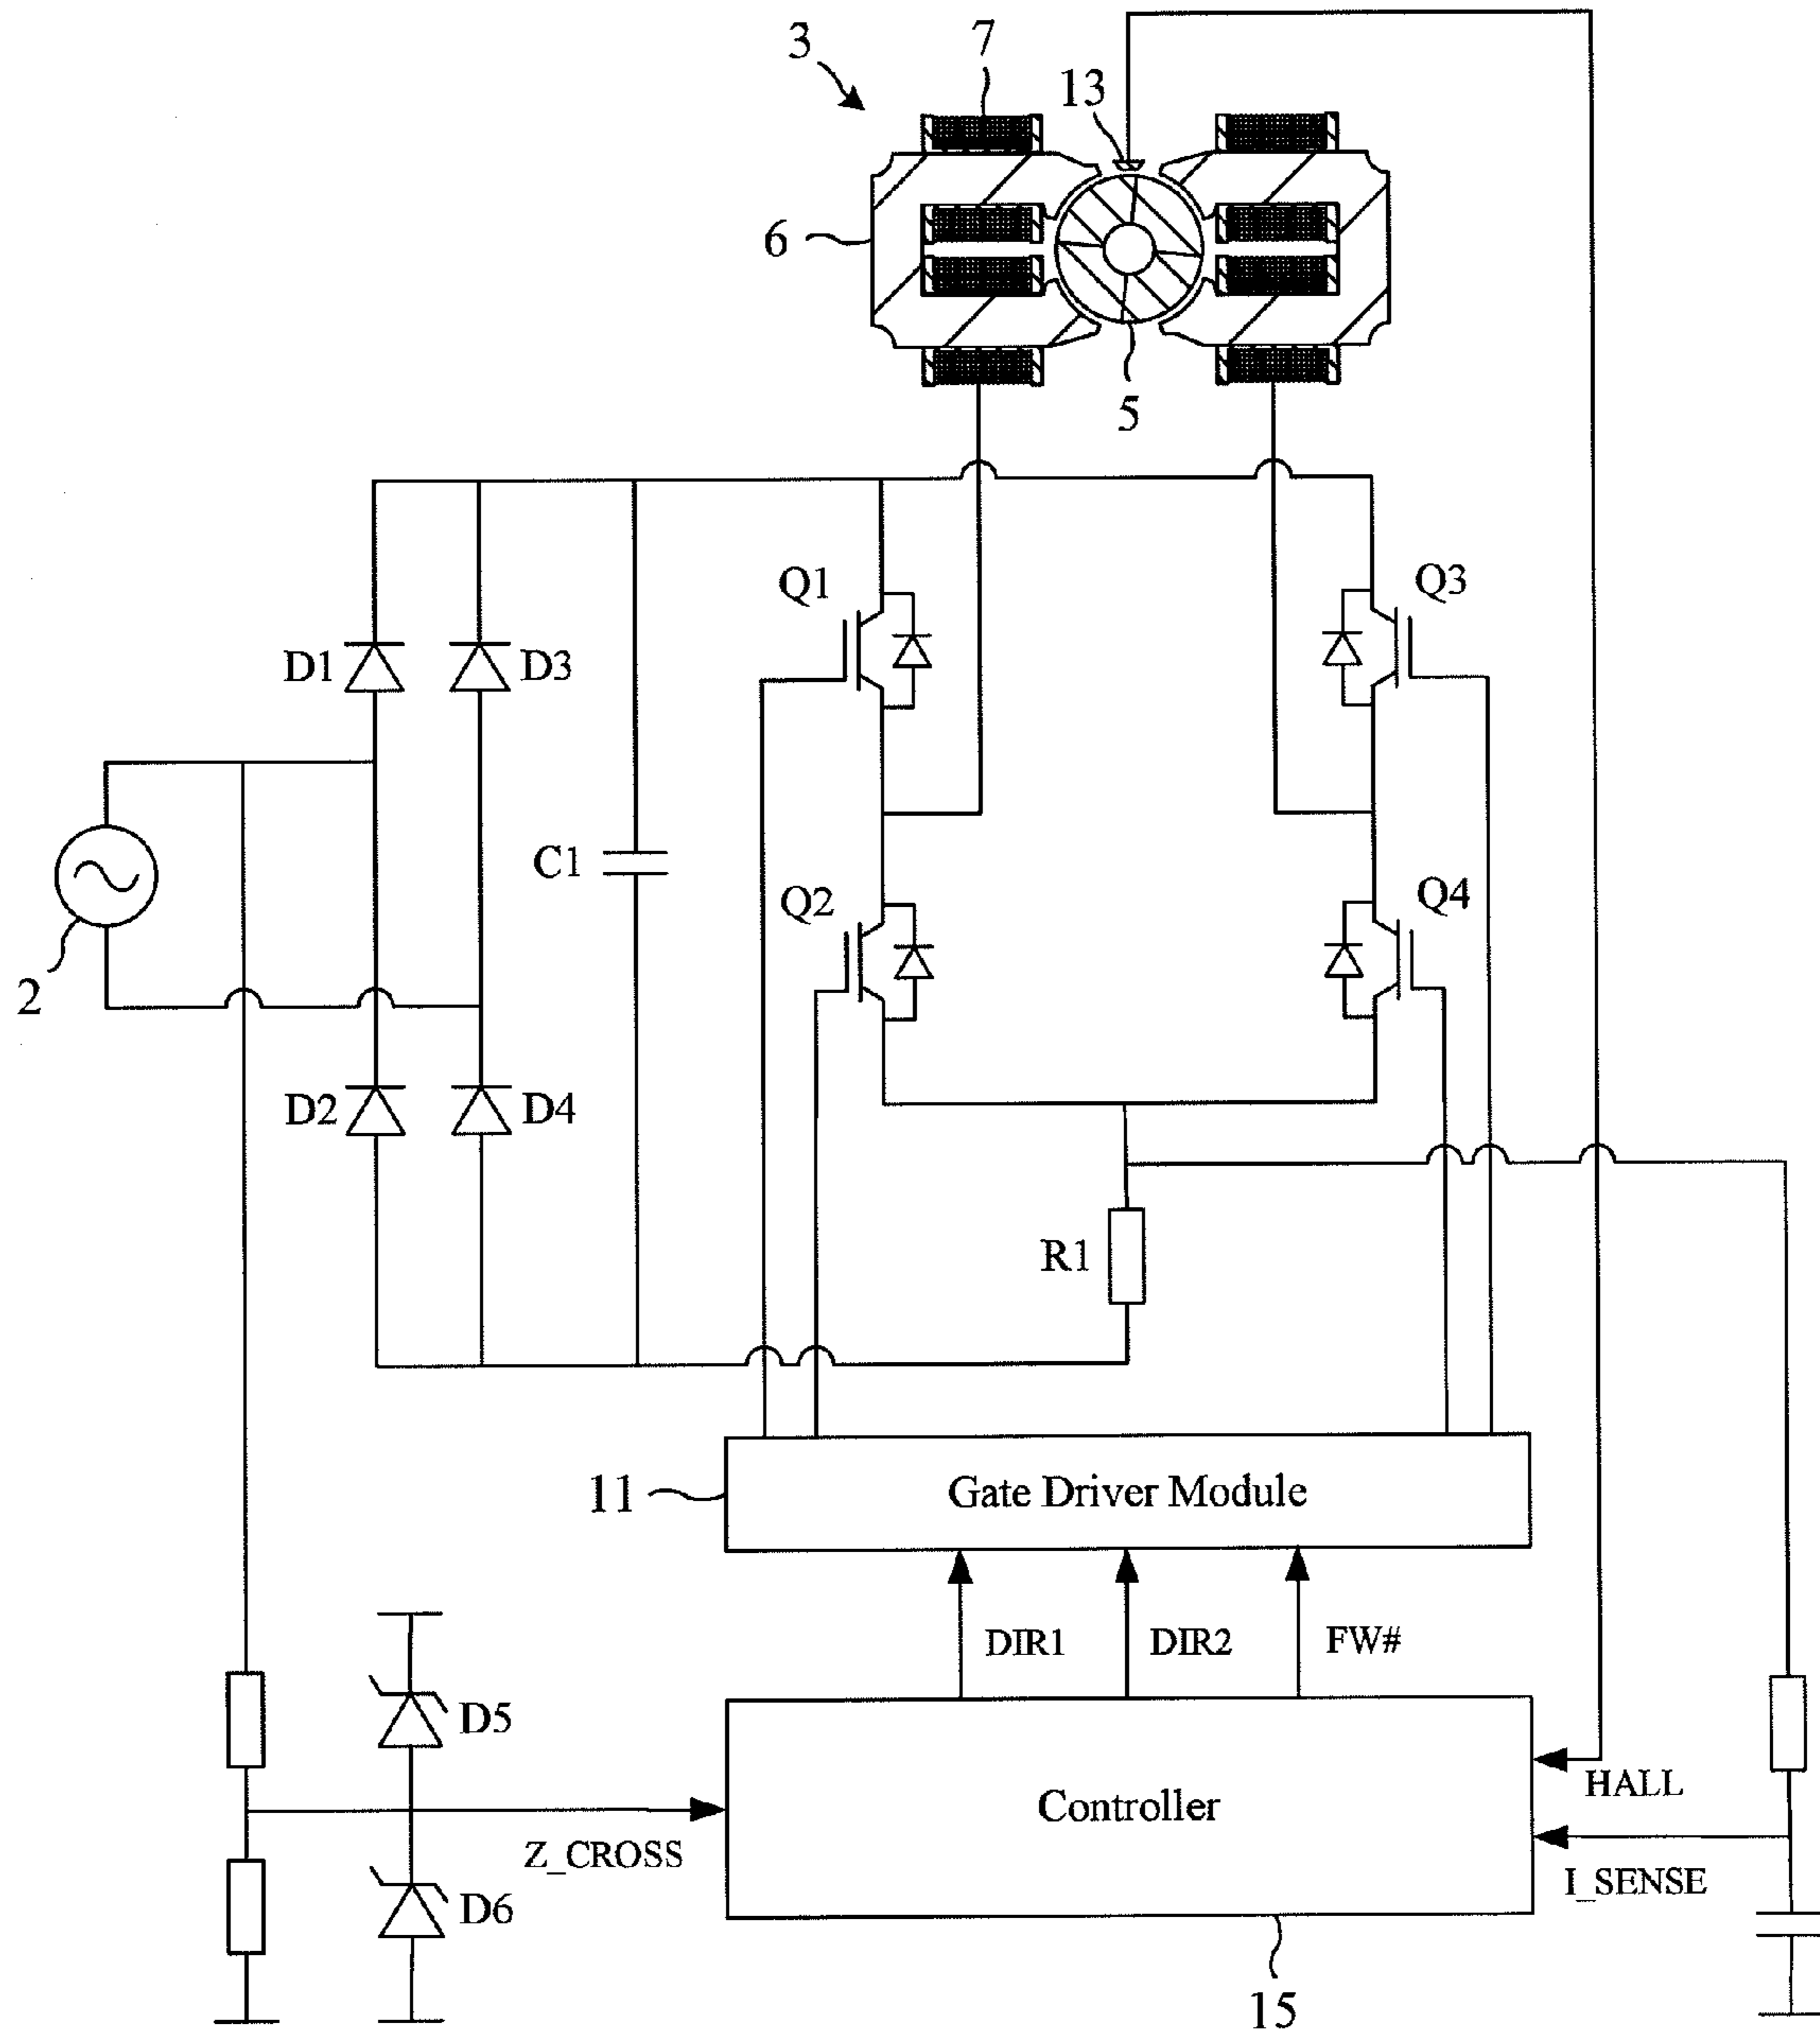 3
7
13
6
5
Q1
Q3
D1
D3
C1
Q2
Q4
2
D2
D4
R1
11
Gate Driver Module
DIR1
DIR2
FW#
D5
HALL
Controller
Z_CROSS
I_SENSE
D6
15